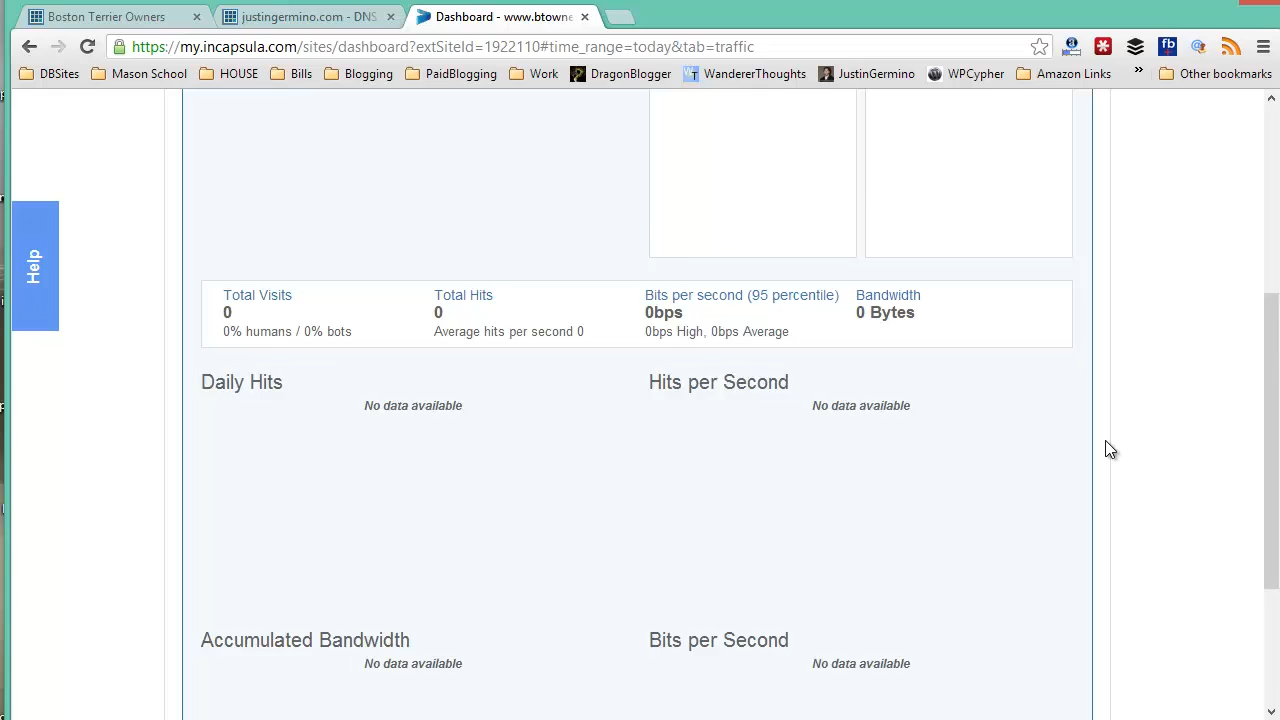 Boston Terrier Owners
justingermino.com - DNS
Dashboard - www.btowne
https://my.incapsula.com/sites/dashboard?extSiteId=1922110#time_range=today&tab=traffic
DBSites Mason School HOUSE Bills Blogging PaidBlogging Work DragonBlogger WandererThoughts JustinGermino WPCypher Amazon Links » Other bookmarks
Help
Total Visits Total Hits Bits per second (95 percentile) Bandwidth
0 0 0bps 0 Bytes
0% humans / 0% bots Average hits per second 0 0bps High, 0bps Average
Daily Hits Hits per Second
No data available No data available
Accumulated Bandwidth Bits per Second
No data available No data available